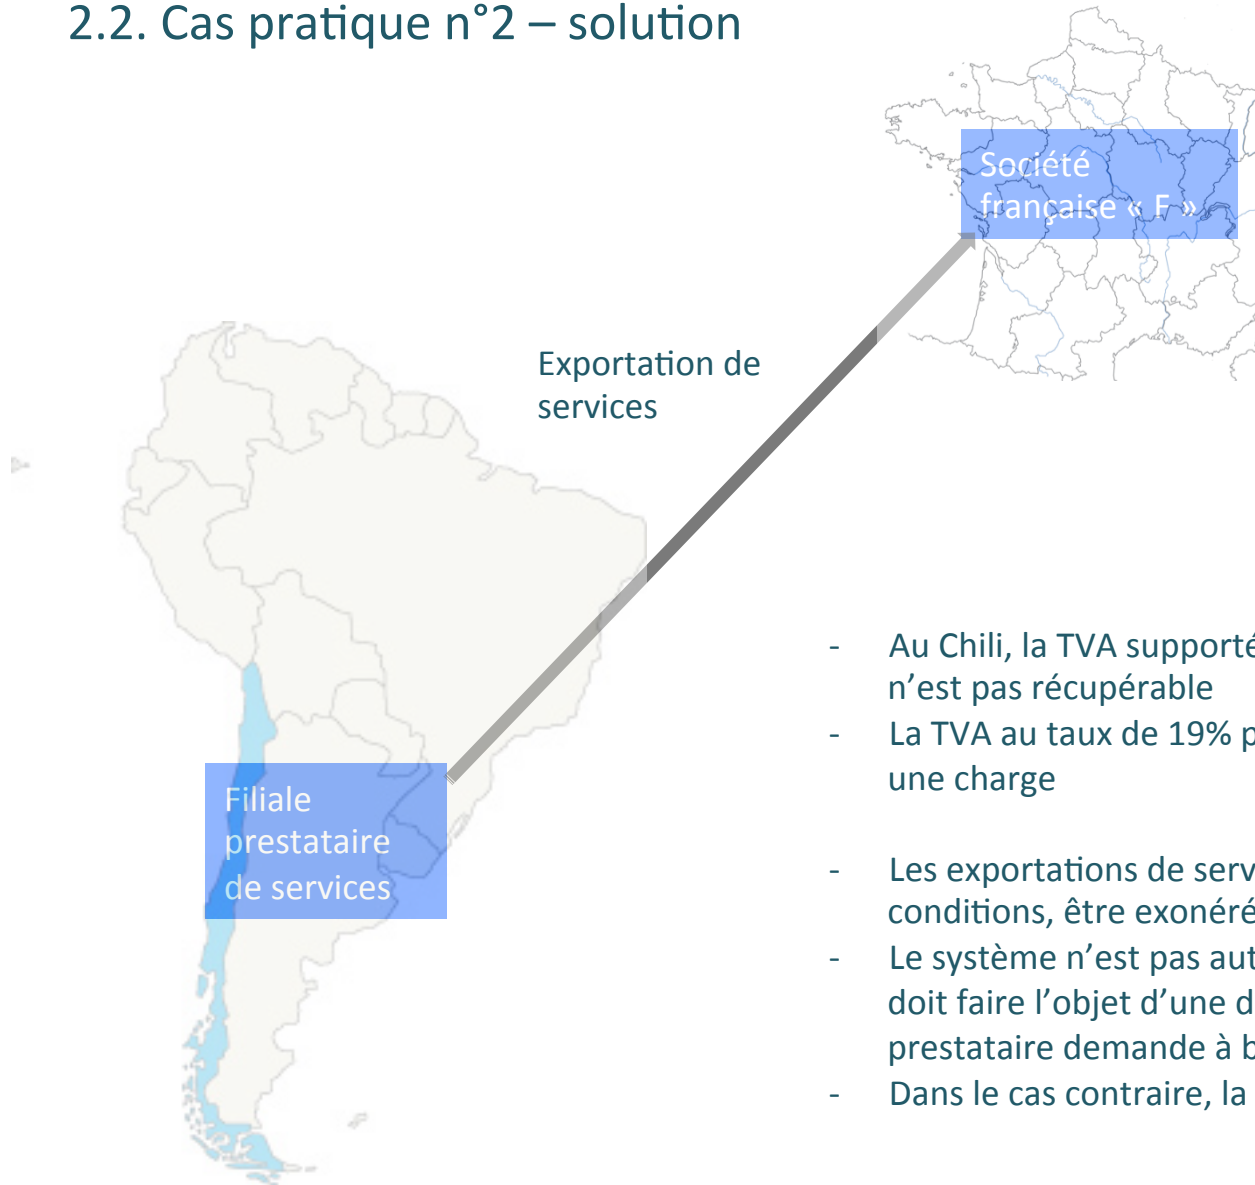 2.2. Cas pratique n°2 – solution
Société
française « F »
Exportation de
services
Filiale
prestataire
de services
- Au Chili, la TVA supporté
n’est pas récupérable
- La TVA au taux de 19% p
une charge
- Les exportations de serv
conditions, être exonéré
- Le système n’est pas aut
doit faire l’objet d’une d
prestataire demande à b
- Dans le cas contraire, la